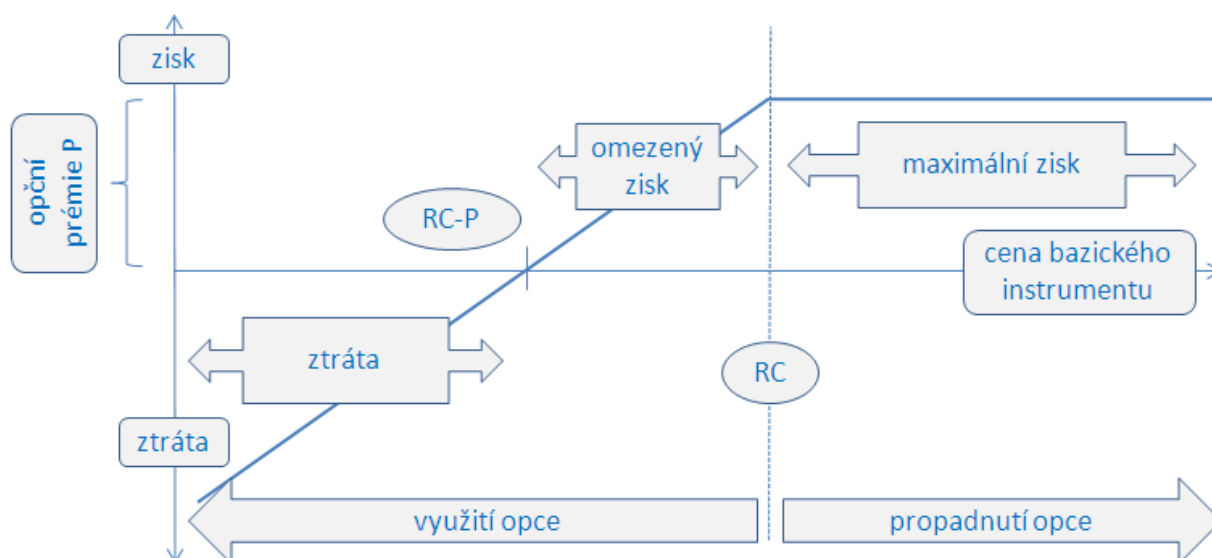 zisk
opční
prémie P
omezený
zisk
maximální zisk
RC-P
cena bazického
instrumentu
ztráta
RC
ztráta
využití opce
propadnutí opce